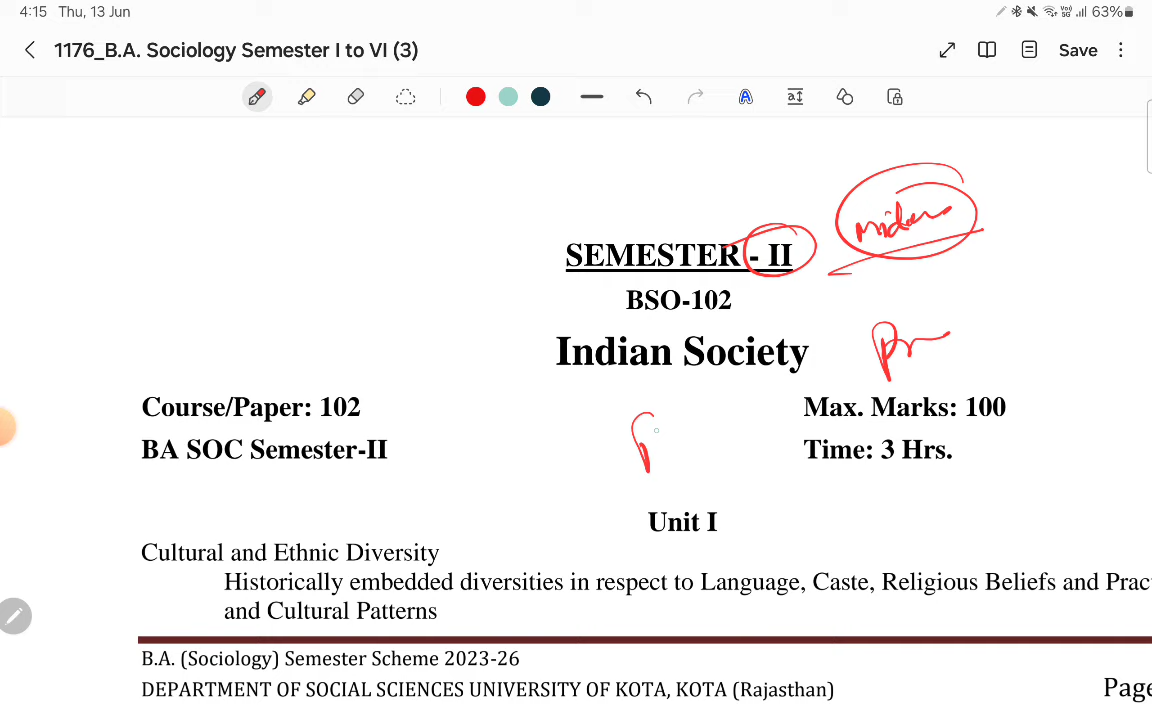 4:15 Thu, 13 Jun
63%
1176_B.A. Sociology Semester I to VI (3)
Save
SEMESTER - II
BSO-102
Indian Society
Course/Paper: 102
Max. Marks: 100
BA SOC Semester-II
Time: 3 Hrs.
Unit I
Cultural and Ethnic Diversity
Historically embedded diversities in respect to Language, Caste, Religious Beliefs and Prac
and Cultural Patterns
B.A. (Sociology) Semester Scheme 2023-26
DEPARTMENT OF SOCIAL SCIENCES UNIVERSITY OF KOTA, KOTA (Rajasthan)
Page